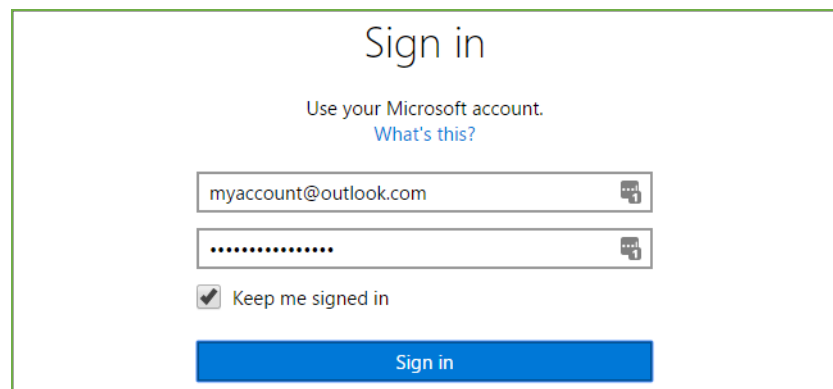 Sign in
Use your Microsoft account.
What's this?
myaccount@outlook.com
••••••••••••••••
Keep me signed in
Sign in